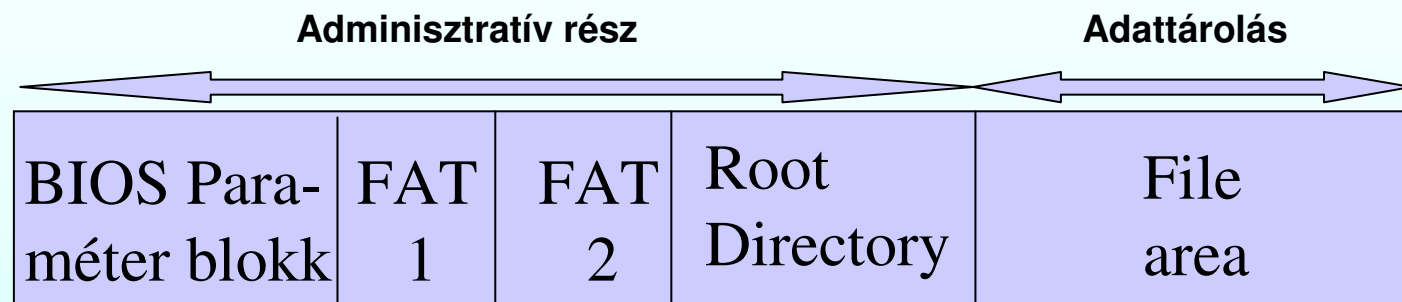 Adminisztratív rész
Adattárolás
BIOS Para-
méter blokk
FAT
1
FAT
2
Root
Directory
File
area